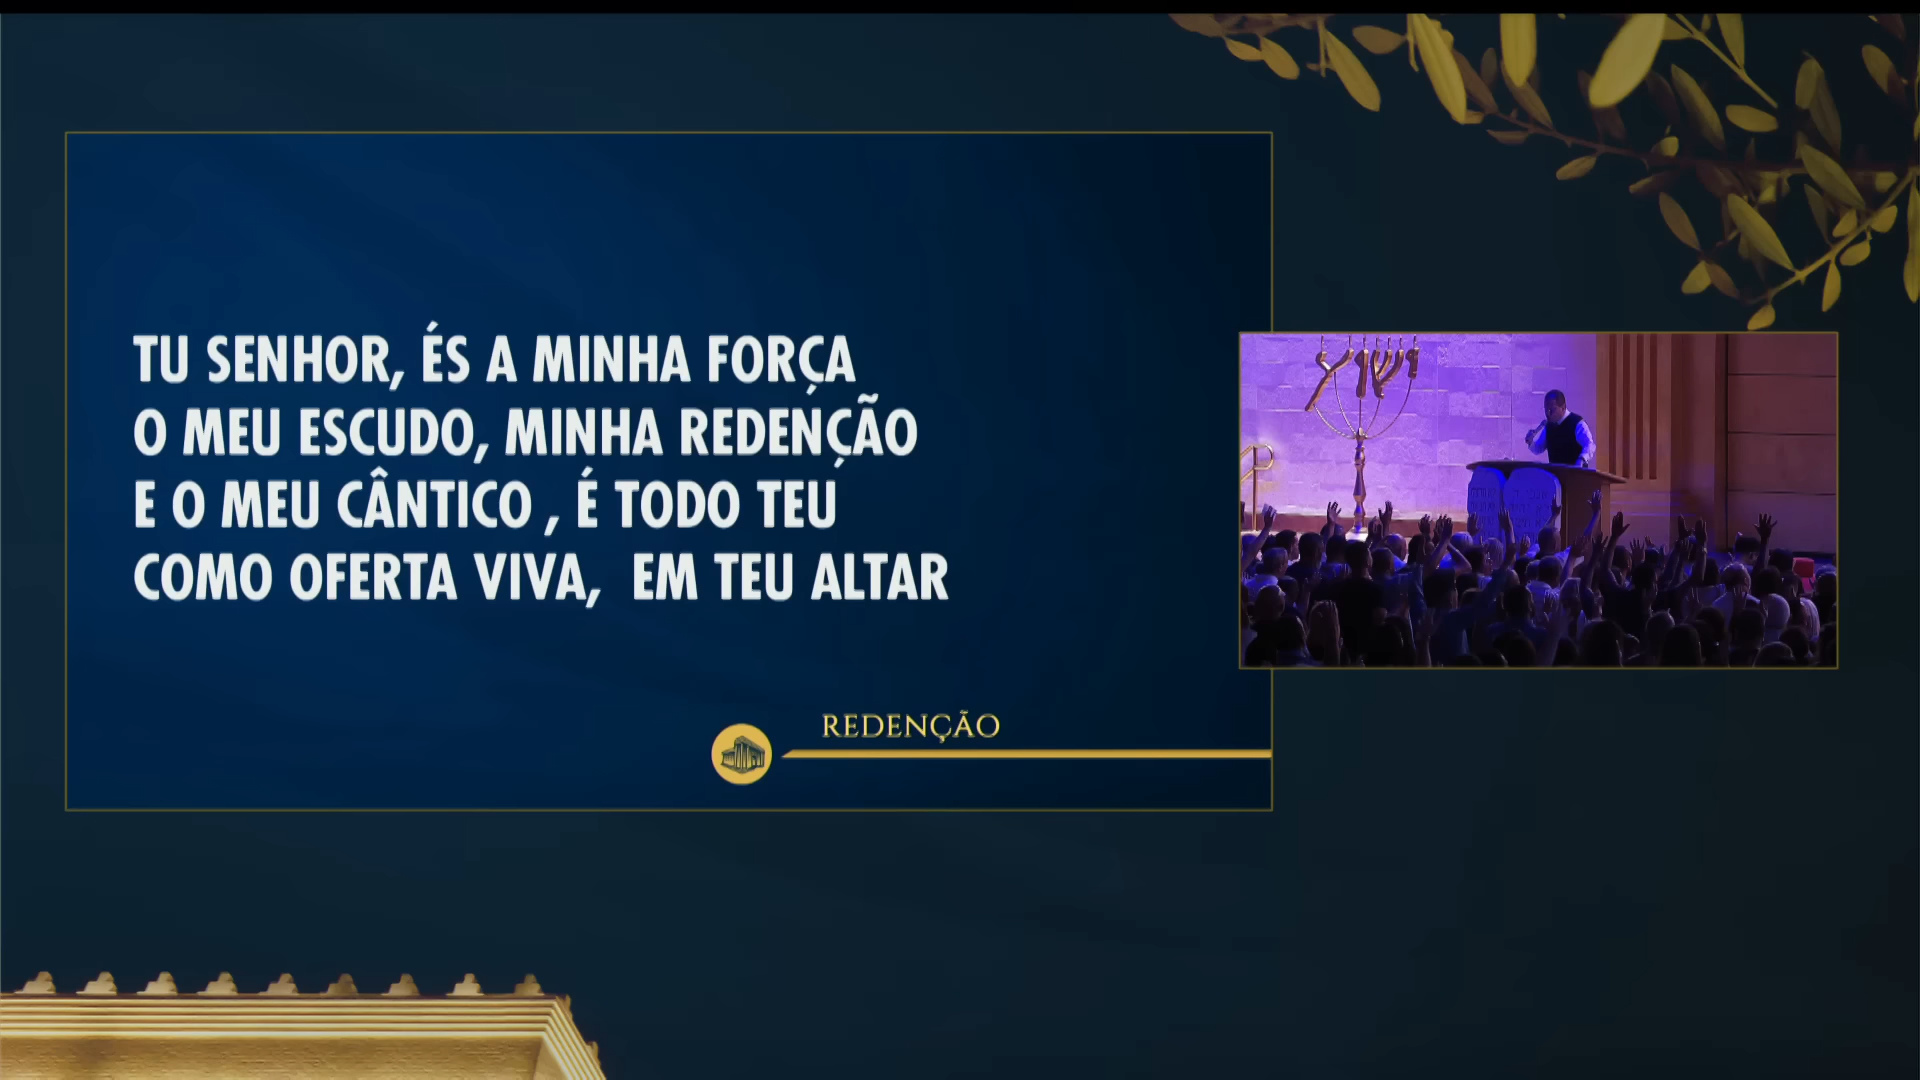 TU SENHOR, ÉS A MINHA FORÇA
O MEU ESCUDO, MINHA REDENÇÃO
E O MEU CÂNTICO , É TODO TEU
COMO OFERTA VIVA,  EM TEU ALTAR
REDENÇÃO